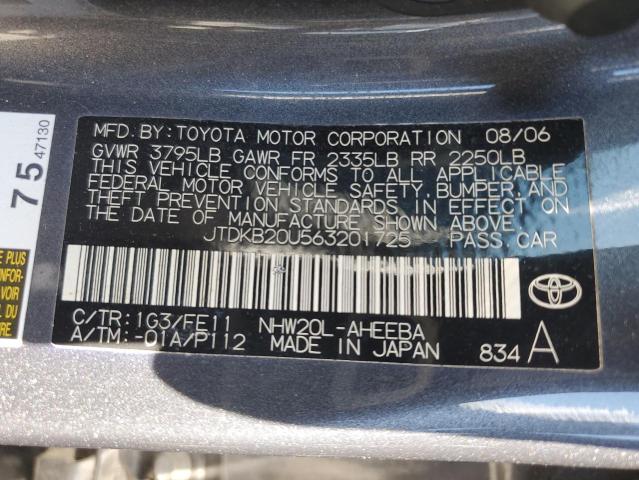 MFD. BY: TOYOTA MOTOR CORPORATION 08/06
GVWR 3795LB GAWR FR 2335LB RR 2250LB
THIS VEHICLE CONFORMS TO ALL APPLICABLE
FEDERAL MOTOR VEHICLE SAFETY, BUMPER, AND
THEFT PREVENTION STANDARDS IN EFFECT ON
THE DATE OF MANUFACTURE SHOWN ABOVE.
JTDKB20U563201725 PASS. CAR
C/TR: 1G3/FE11 NHW20L-AHEEBA
A/TM: -01A/P112 MADE IN JAPAN 834 A
75 47130
VOIR